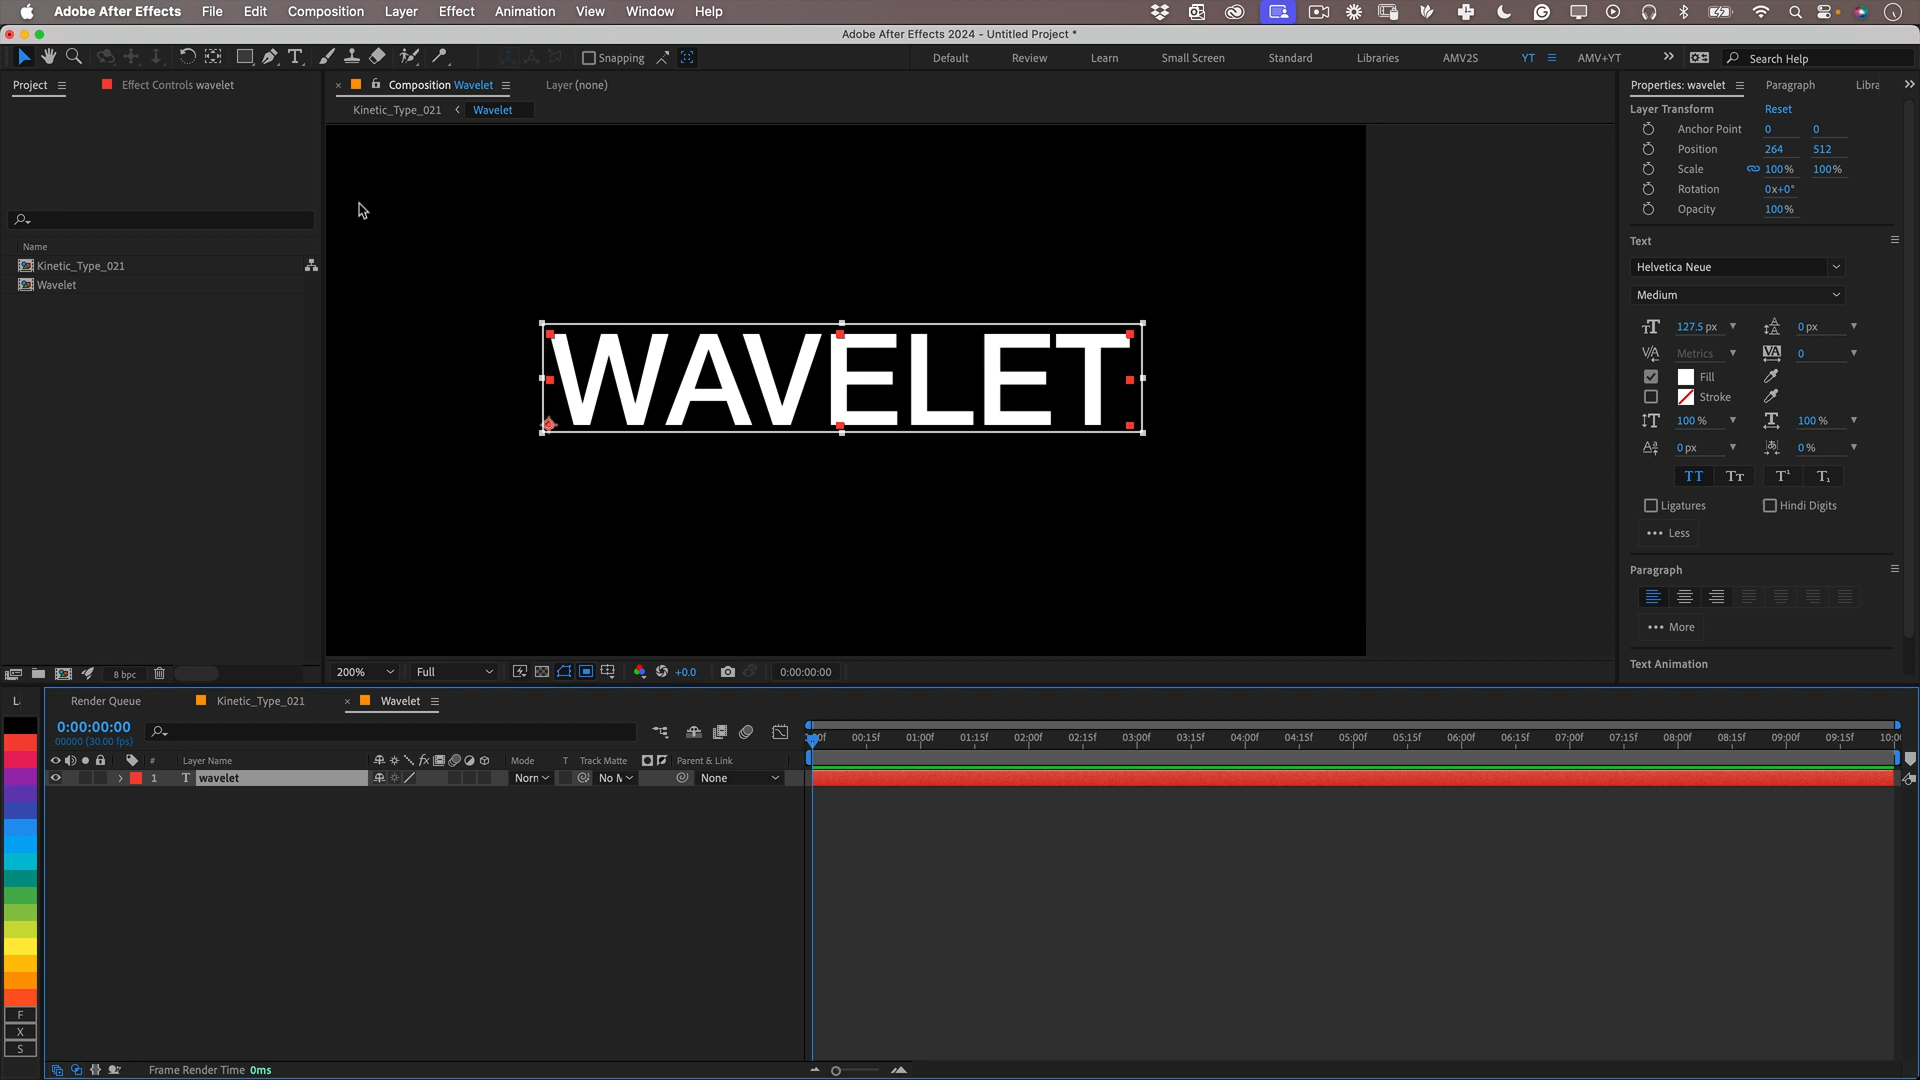 Adobe After Effects File Edit Composition Layer Effect Animation View Window Help
Adobe After Effects 2024 - Untitled Project *
Snapping
Default Review Learn Small Screen Standard Libraries AMV2S YT AMV+YT
Search Help
Project
Effect Controls wavelet
Composition Wavelet
Layer (none)
Kinetic_Type_021
Wavelet
Name
Kinetic_Type_021
Wavelet
8 bpc
WAVELET
200%
Full
+0.0
0:00:00:00
Properties: wavelet
Paragraph
Libra
Layer Transform
Reset
Anchor Point 0 0
Position 264 512
Scale 100% 100%
Rotation 0x+0°
Opacity 100%
Text
Helvetica Neue
Medium
127.5 px
0 px
Metrics
0
Fill
Stroke
100%
100%
0 px
0%
TT Tт T¹ T₁
Ligatures
Hindi Digits
Less
Paragraph
More
Text Animation
Render Queue
Kinetic_Type_021
Wavelet
0:00:00:00
00000 (30.00 fps)
00:15f 01:00f 01:15f 02:00f 02:15f 03:00f 03:15f 04:00f 04:15f 05:00f 05:15f 06:00f 06:15f 07:00f 07:15f 08:00f 08:15f 09:00f 09:15f 10:00
# Layer Name fx Mode T Track Matte Parent & Link
1 T wavelet Norn No M None
F
X
S
Frame Render Time 0ms